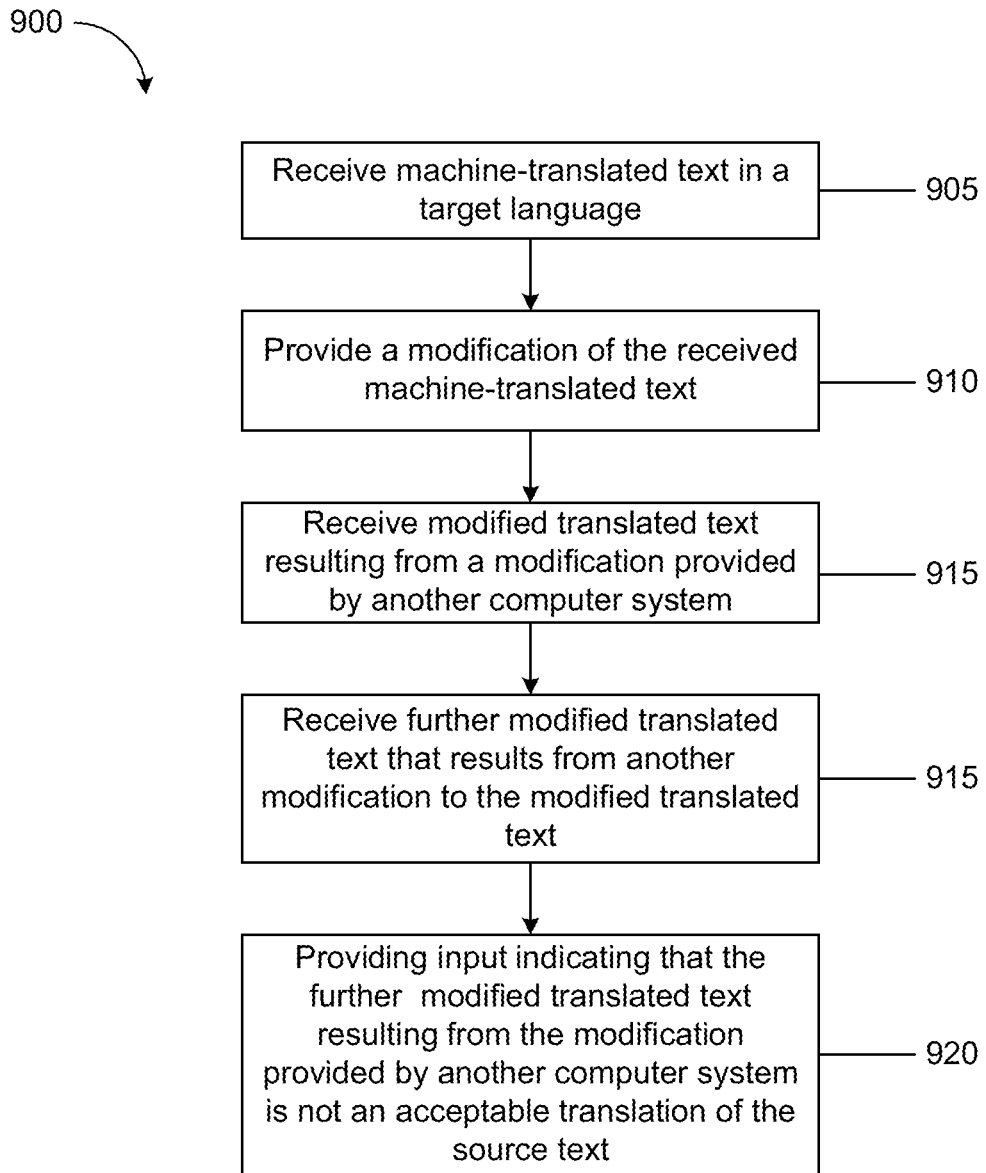 900
Receive machine-translated text in a
target language
905
Provide a modification of the received
machine-translated text
910
Receive modified translated text
resulting from a modification provided
by another computer system
915
Receive further modified translated
text that results from another
modification to the modified translated
text
915
Providing input indicating that the
further modified translated text
resulting from the modification
provided by another computer system
is not an acceptable translation of the
source text
920